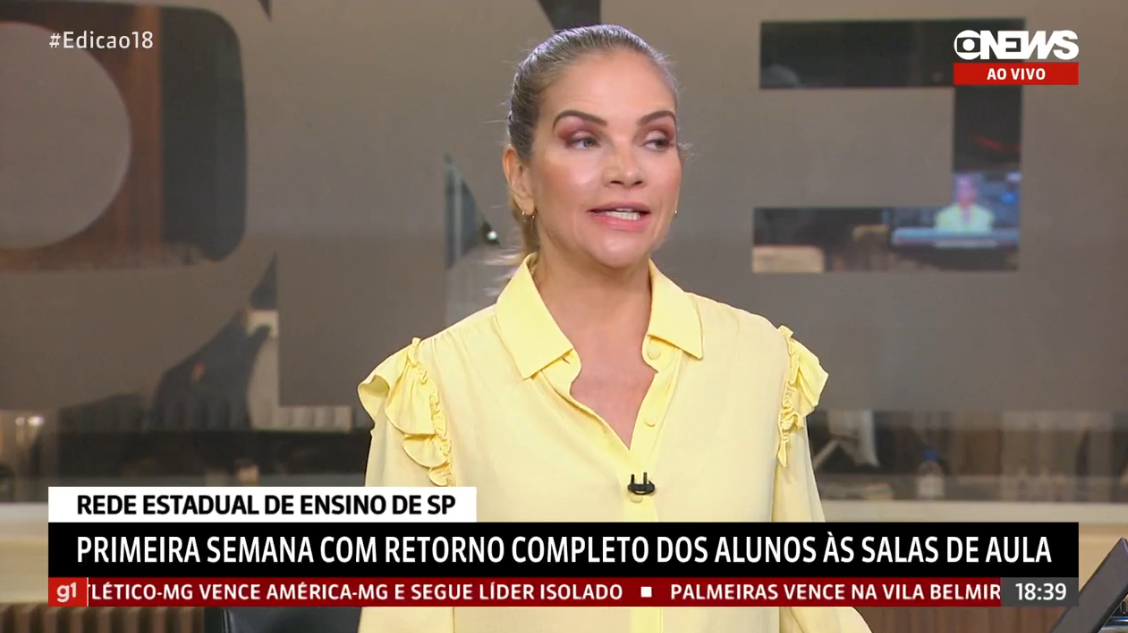 #Edicao18
GNEWS
AO VIVO
REDE ESTADUAL DE ENSINO DE SP
PRIMEIRA SEMANA COM RETORNO COMPLETO DOS ALUNOS ÀS SALAS DE AULA
g1 TLÉTICO-MG VENCE AMÉRICA-MG E SEGUE LÍDER ISOLADO ■ PALMEIRAS VENCE NA VILA BELMIR 18:39